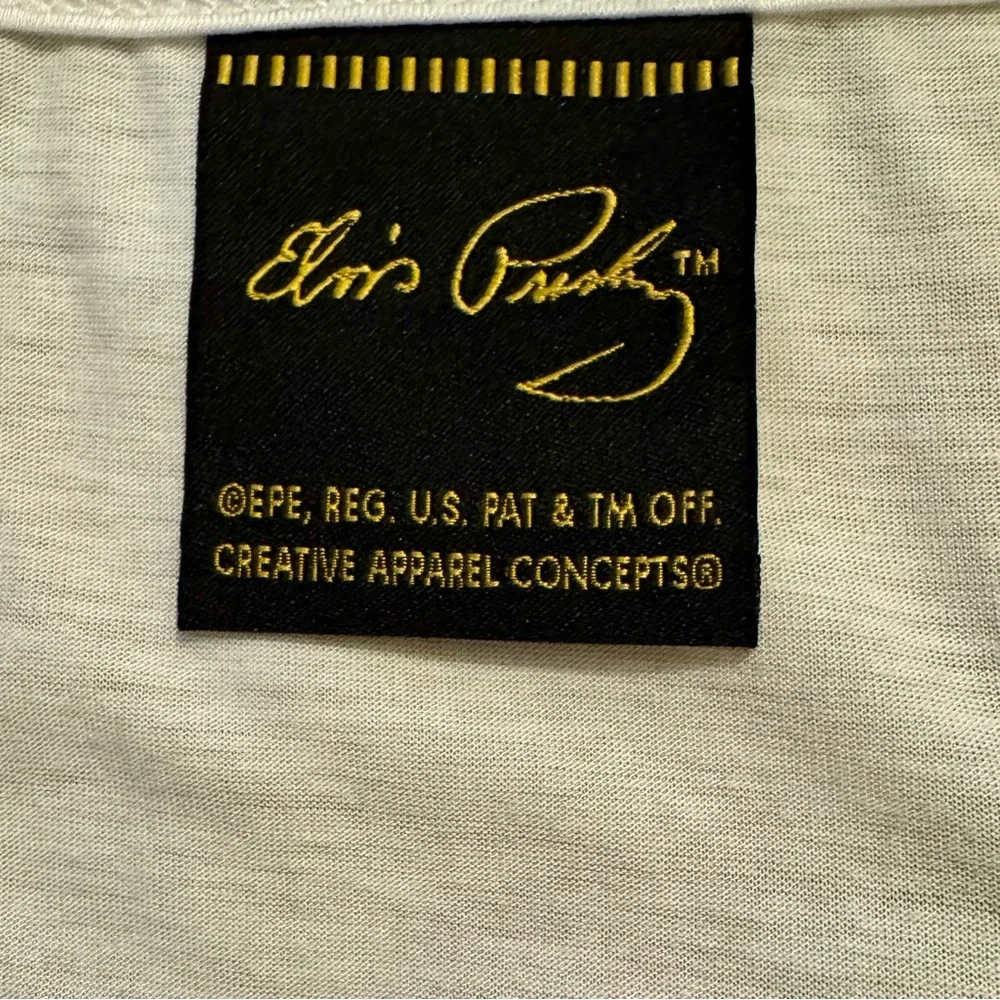 Elvis Presley™
©EPE, REG. U.S. PAT & TM OFF.
CREATIVE APPAREL CONCEPTS®